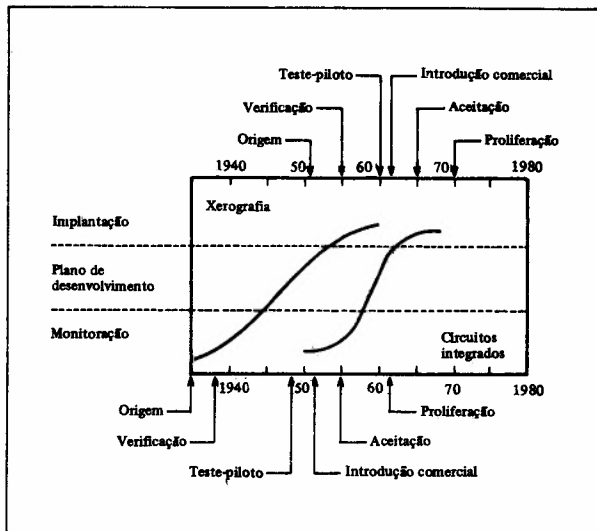 Teste-piloto
Introdução comercial
Verificação
Aceitação
Origem
Proliferação
1940 50 60 70 1980
Xerografia
Implantação
Plano de
desenvolvimento
Monitoração
Circuitos
integrados
1940 50 60 70 1980
Origem
Proliferação
Verificação
Aceitação
Teste-piloto
Introdução comercial